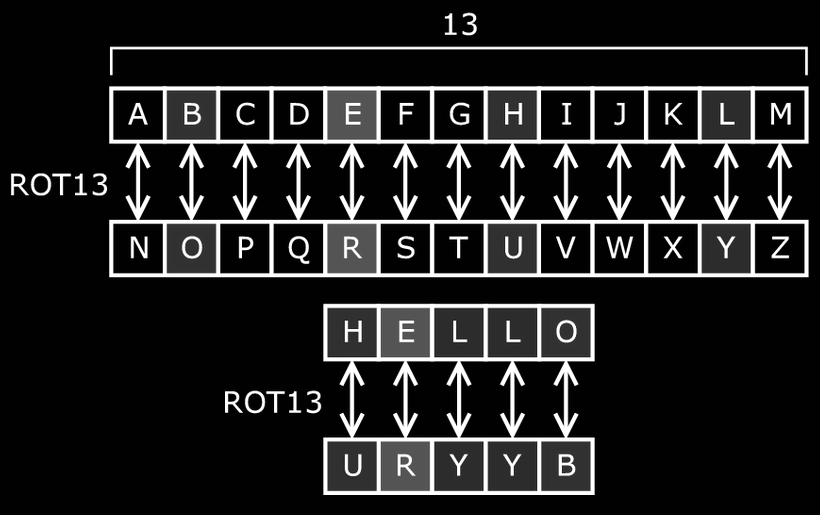 13
A B C D E F G H I J K L M
ROT13
N O P Q R S T U V W X Y Z
H E L L O
ROT13
U R Y Y B